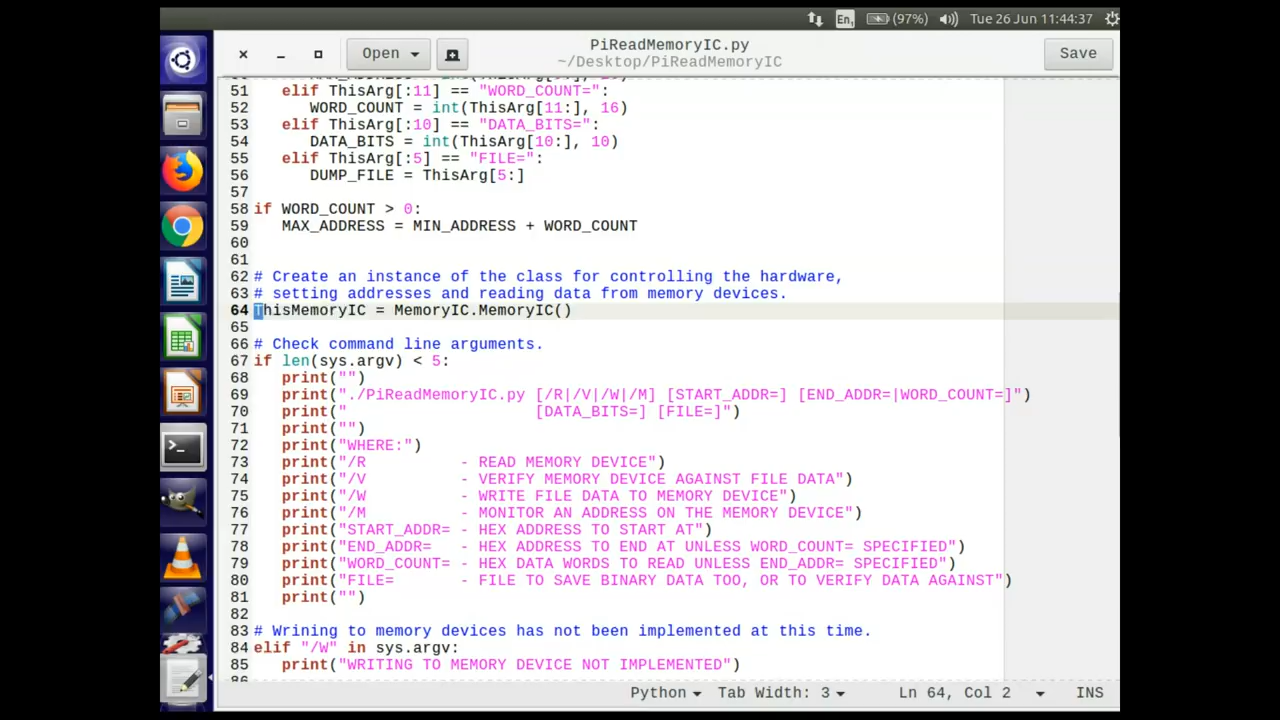 En1 (97%) Tue 26 Jun 11:44:37
Open PiReadMemoryIC.py Save
~/Desktop/PiReadMemoryIC
51 elif ThisArg[:11] == "WORD_COUNT=":
52 WORD_COUNT = int(ThisArg[11:], 16)
53 elif ThisArg[:10] == "DATA_BITS=":
54 DATA_BITS = int(ThisArg[10:], 10)
55 elif ThisArg[:5] == "FILE=":
56 DUMP_FILE = ThisArg[5:]
57
58 if WORD_COUNT > 0:
59 MAX_ADDRESS = MIN_ADDRESS + WORD_COUNT
60
61
62 # Create an instance of the class for controlling the hardware,
63 # setting addresses and reading data from memory devices.
64 ThisMemoryIC = MemoryIC.MemoryIC()
65
66 # Check command line arguments.
67 if len(sys.argv) < 5:
68 print("")
69 print("./PiReadMemoryIC.py [/R|/V|/W|/M] [START_ADDR=] [END_ADDR=|WORD_COUNT=]")
70 print("                    [DATA_BITS=] [FILE=]")
71 print("")
72 print("WHERE:")
73 print("/R          - READ MEMORY DEVICE")
74 print("/V          - VERIFY MEMORY DEVICE AGAINST FILE DATA")
75 print("/W          - WRITE FILE DATA TO MEMORY DEVICE")
76 print("/M          - MONITOR AN ADDRESS ON THE MEMORY DEVICE")
77 print("START_ADDR= - HEX ADDRESS TO START AT")
78 print("END_ADDR=   - HEX ADDRESS TO END AT UNLESS WORD_COUNT= SPECIFIED")
79 print("WORD_COUNT= - HEX DATA WORDS TO READ UNLESS END_ADDR= SPECIFIED")
80 print("FILE=       - FILE TO SAVE BINARY DATA TOO, OR TO VERIFY DATA AGAINST")
81 print("")
82
83 # Wrining to memory devices has not been implemented at this time.
84 elif "/W" in sys.argv:
85 print("WRITING TO MEMORY DEVICE NOT IMPLEMENTED")
Python Tab Width: 3 Ln 64, Col 2 INS